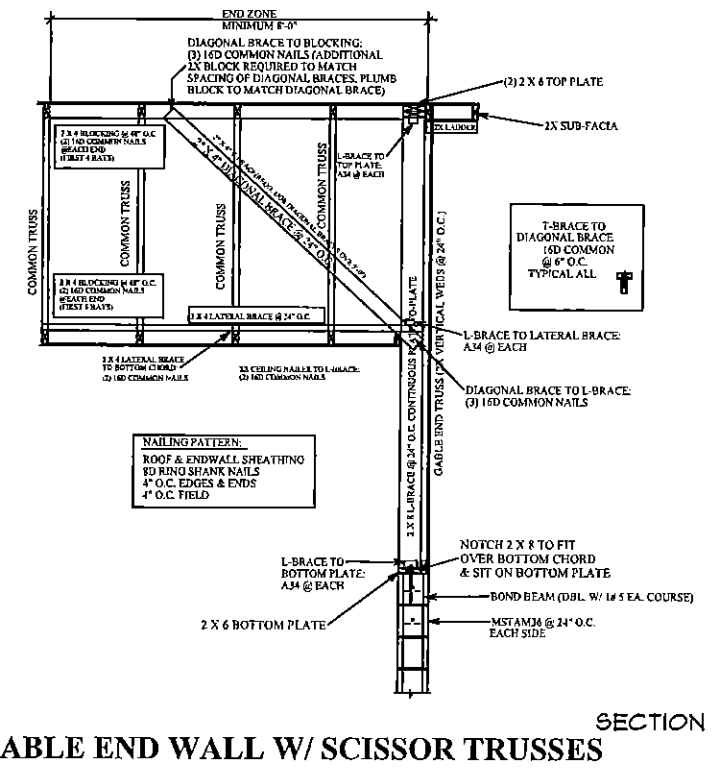 END ZONE
MINIMUM 8'-0"
DIAGONAL BRACE TO BLOCKING:
(3) 16D COMMON NAILS (ADDITIONAL
2X BLOCK REQUIRED TO MATCH
SPACING OF DIAGONAL BRACES, PLUMB
BLOCK TO MATCH DIAGONAL BRACE)
(2) 2 X 6 TOP PLATE
2X LADDER
2X SUB-FACIA
2 X 4 BLOCKING @ 48" O.C.
(2) 16D COMMON NAILS
@EACH END
(FIRST 4 BAYS)
L-BRACE TO
TOP PLATE:
A34 @ EACH
COMMON TRUSS
COMMON TRUSS
COMMON TRUSS
COMMON TRUSS
2" X 4" DIAGONAL BRACE @ 24" O.C.
T-BRACE TO
DIAGONAL BRACE
16D COMMON
@ 6" O.C.
TYPICAL ALL
2 X 4 BLOCKING @ 48" O.C.
(2) 16D COMMON NAILS
@EACH END
2 X 4 LATERAL BRACE @ 24" O.C.
L-BRACE TO LATERAL BRACE:
A34 @ EACH
2 X 4 LATERAL BRACE
TO BOTTOM CHORD:
(2) 16D COMMON NAILS
2X CEILING NAILER TO L-BRACE:
(2) 16D COMMON NAILS
DIAGONAL BRACE TO L-BRACE:
(3) 16D COMMON NAILS
2 X 8 L-BRACE @ 24" O.C. CONTINUOUS
GABLE END TRUSS (2X VERTICAL WEBS @ 24" O.C.)
NAILING PATTERN:
ROOF & ENDWALL SHEATHING
8D RING SHANK NAILS
4" O.C. EDGES & ENDS
4" O.C. FIELD
NOTCH 2 X 8 TO FIT
OVER BOTTOM CHORD
& SIT ON BOTTOM PLATE
L-BRACE TO
BOTTOM PLATE:
A34 @ EACH
BOND BEAM (DBL. W/ 1# 5 EA. COURSE)
2 X 6 BOTTOM PLATE
MSTAM36 @ 24" O.C.
EACH SIDE
SECTION
ABLE END WALL W/ SCISSOR TRUSSES